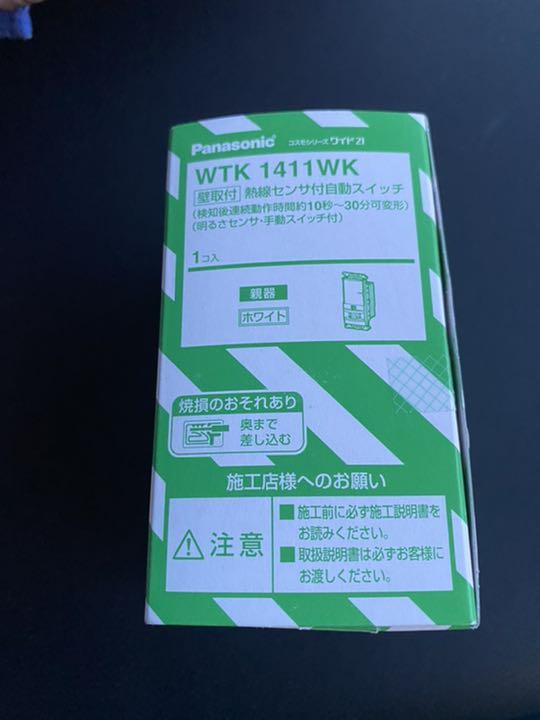 Panasonic コスモシリーズ ワイド21
WTK 1411WK
壁取付 熱線センサ付自動スイッチ
(検知後連続動作時間約10秒～30分可変形)
(明るさセンサ・手動スイッチ付)
1コ入
親器
ホワイト
焼損のおそれあり
奥まで
差し込む
施工店様へのお願い
注意
■施工前に必ず施工説明書を
お読みください。
■取扱説明書は必ずお客様に
お渡しください。